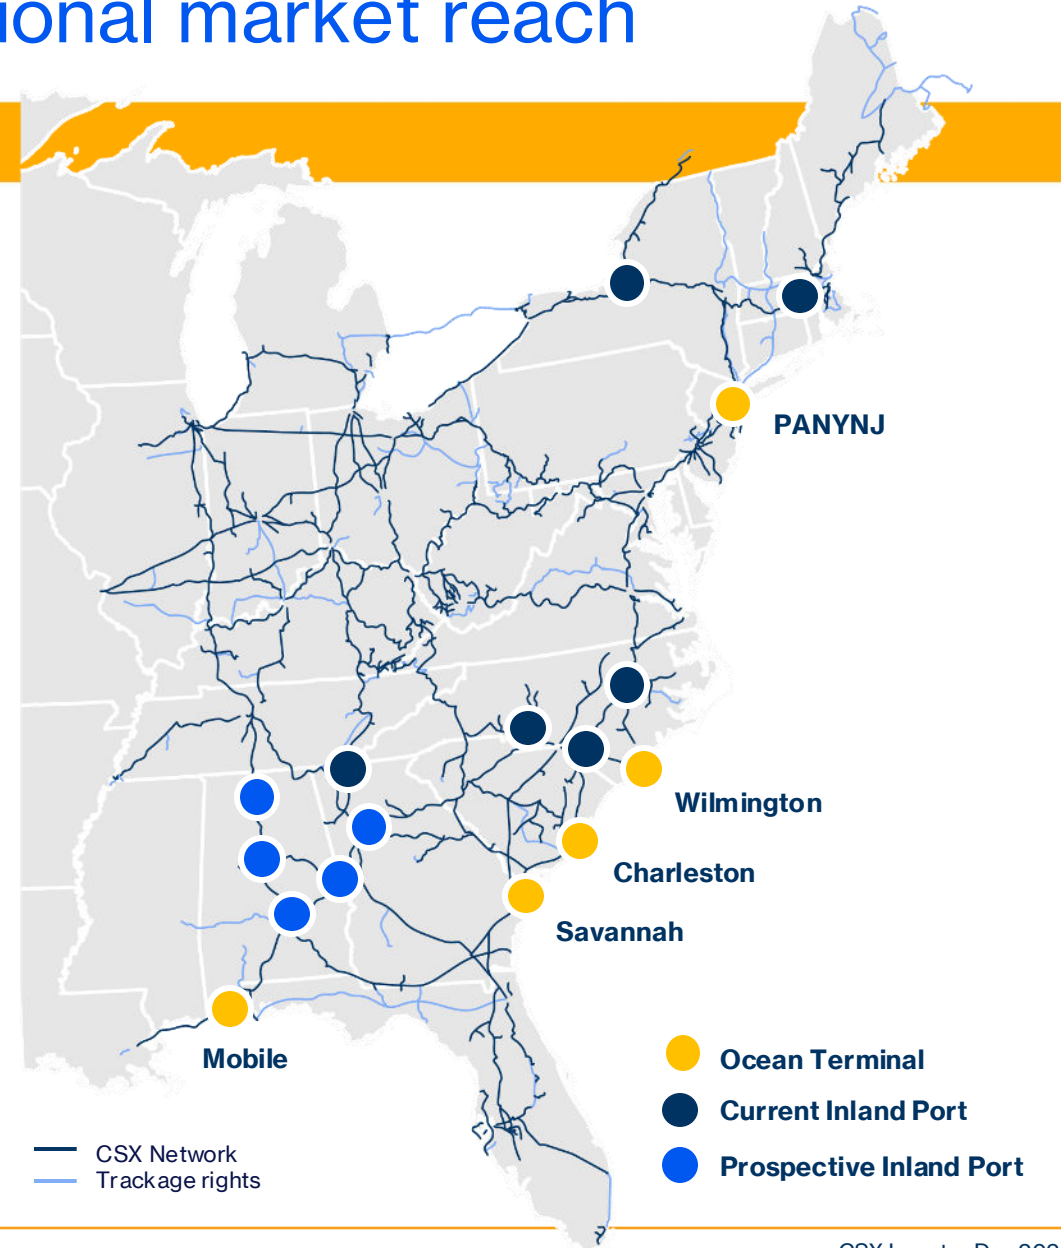 ional market reach
PANYNJ
Wilmington
Charleston
Savannah
Mobile
Ocean Terminal
Current Inland Port
Prospective Inland Port
CSX Network
Trackage rights